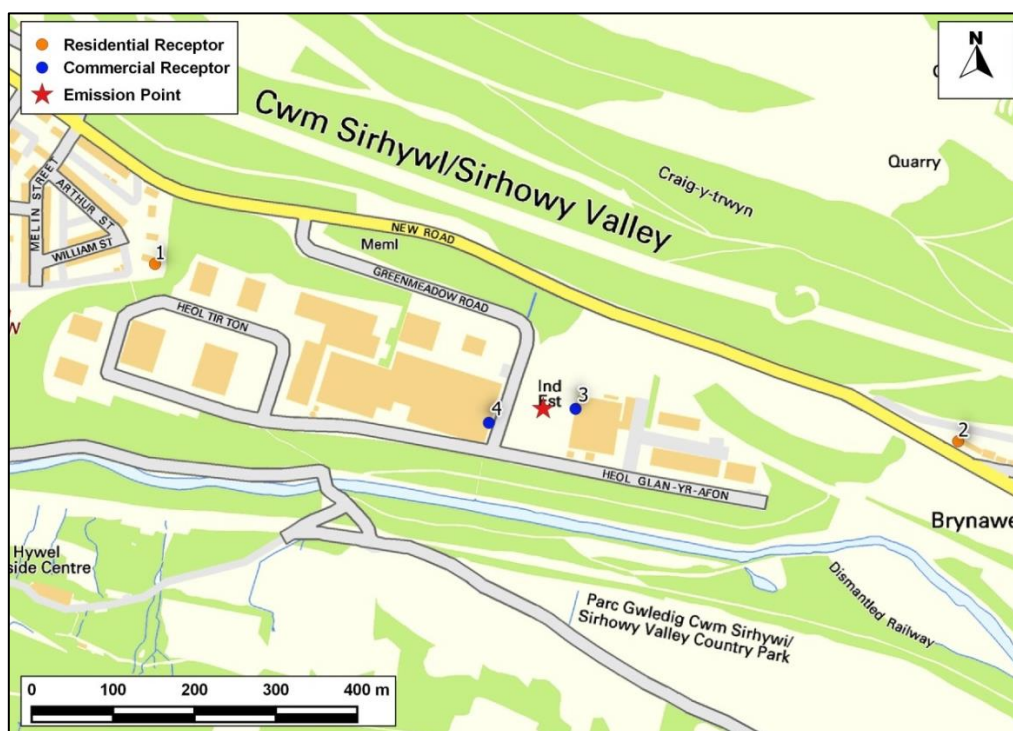 Residential Receptor
Commercial Receptor
Emission Point
N
Cwm Sirhywl/Sirhowy Valley
Craig-y-trwyn
Quarry
MELIN STREET
ARTHUR ST
WILLIAM ST
1
NEW ROAD
Meml
GREENMEADOW ROAD
HEOL TIR TON
W
Ind
Est
4
3
2
HEOL GLAN-YR-AFON
Brynawe
Hywel
side Centre
Dismantled Railway
Parc Gwledig Cwm Sirhywi/
Sirhowy Valley Country Park
0 100 200 300 400 m